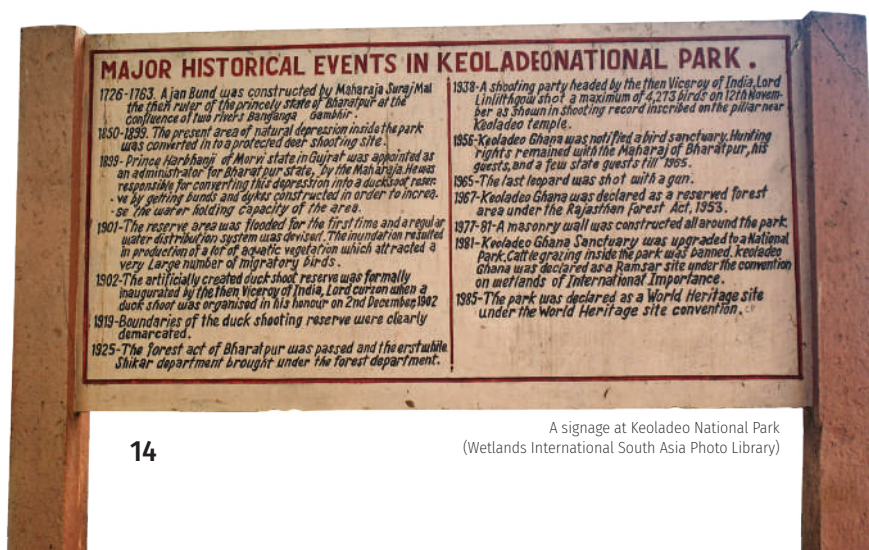 MAJOR HISTORICAL EVENTS IN KEOLADEONATIONAL PARK.
1726-1763. Ajan Bund was constructed by Maharaja Suraj Mal
the then ruler of the princely state of Bharatpur at the
confluence of two rivers Banganga Gambhir.
1850-1899. The present area of natural depression inside the park
was converted in to a protected deer shooting site.
1899-Prince Harbhanji of Morvi state in Gujrat was appointed as
an administrator for Bharatpur state, by the Maharaja. He was
responsible for converting this depression into a duckshoot reser-
-ve by getting bunds and dykes constructed in order to increa-
-se the warer holding capacity of the area.
1901-The reserve area was flooded for the first time and a regular
water distribution system was devised. The inundation resulted
in production of a lot of aquatic vegetation which attracted a
very Large number of migratory birds.
1902-The artificially created duck shoot reserve was formally
inaugurated by the then Viceroy of India, Lord curzon when a
duck shoot was organised in his honour on 2nd December,1902
1919-Boundaries of the duck shooting reserve were clearly
demarcated.
1925-The forest act of Bharatpur was passed and the erstwhile
Shikar department brought under the forest department.
1938-A shooting party headed by the then Viceroy of India, Lord
Linlithgow shot a maximum of 4,273 birds on 12th Novem-
ber as shown in shooting record inscribed on the pillar near
Keoladeo temple.
1956-Keoladeo Ghana was notified a bird sanctuary. Hunting
rights remained with the Maharaj of Bharatpur, his
guests, and a few state guests till 1965.
1965-The last leopard was shot with a gun.
1967-Keoladeo Ghana was declared as a reserved forest
area under the Rajasthan Forest Act, 1953.
1977-81-A masonry wall was constructed all around the park.
1981-Keoladeo Ghana Sanctuary was upgraded to a National
Park. Cattle grazing inside the park was banned. Keoladeo
Ghana was declared as a Ramsar site under the convention
on wetlands of International Importance.
1985-The park was declared as a World Heritage site
under the World Heritage site convention.
A signage at Keoladeo National Park
(Wetlands International South Asia Photo Library)
14